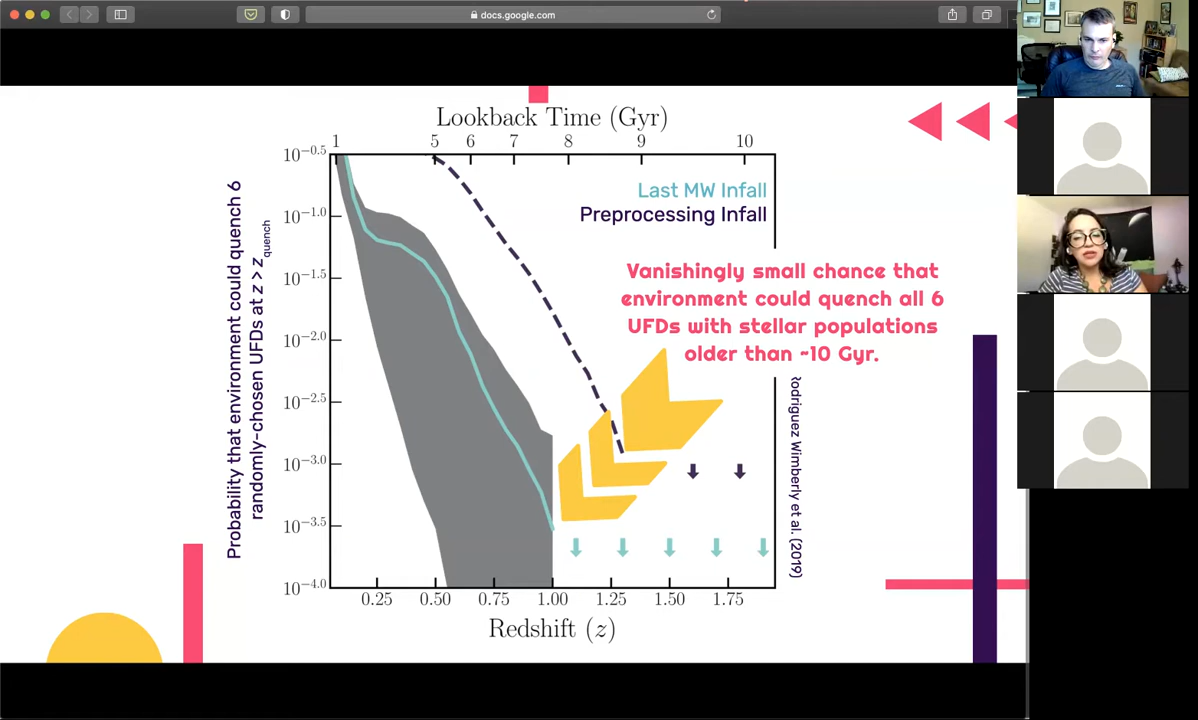 docs.google.com
Lookback Time (Gyr)
1 5 6 7 8 9 10
10^-0.5
10^-1.0
10^-1.5
10^-2.0
10^-2.5
10^-3.0
10^-3.5
10^-4.0
Probability that environment could quench 6
randomly-chosen UFDs at z > z_quench
Last MW Infall
Preprocessing Infall
Vanishingly small chance that
environment could quench all 6
UFDs with stellar populations
older than ~10 Gyr.
Rodriguez Wimberly et al. (2019)
0.25 0.50 0.75 1.00 1.25 1.50 1.75
Redshift (z)